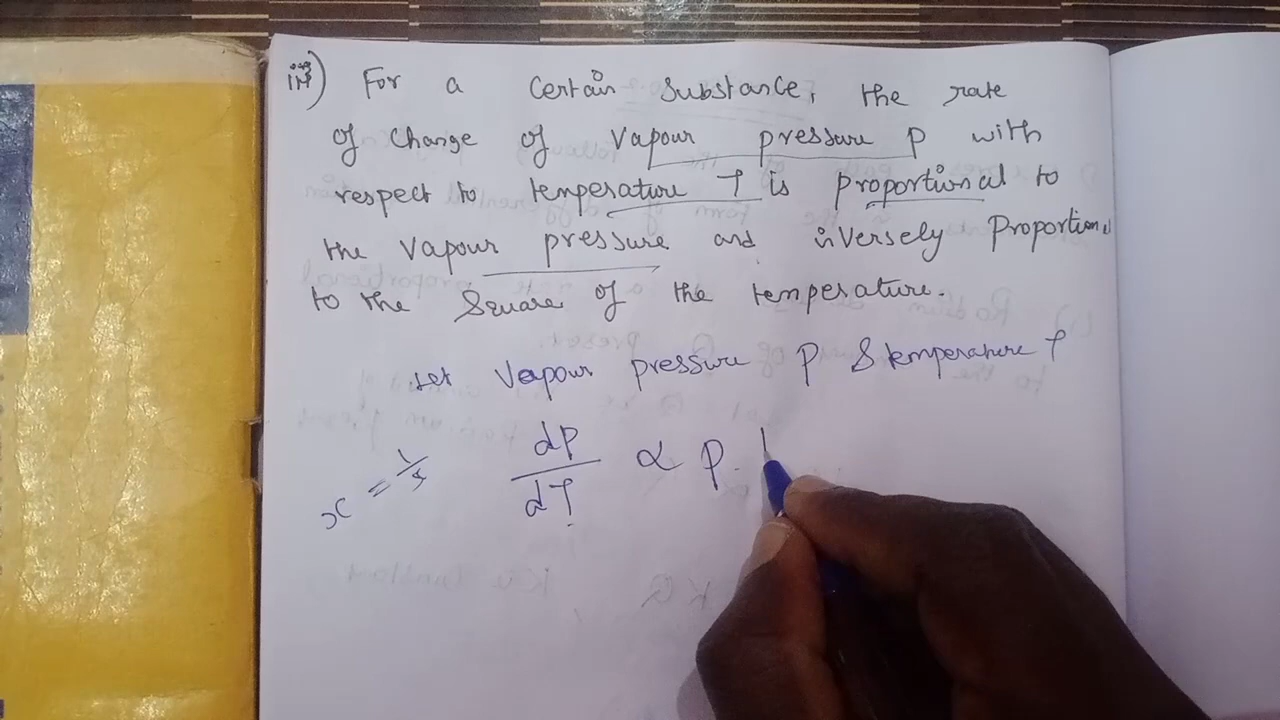 iii) For a certain substance, the rate
of change of vapour pressure P with
respect to temperature T is proportional to
the vapour pressure and inversely proportional
to the square of the temperature.
Let vapour pressure P & temperature T
x = 1/s dP/dT ∝ P.